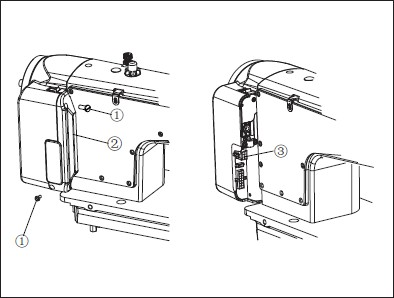 ①
②
③
①